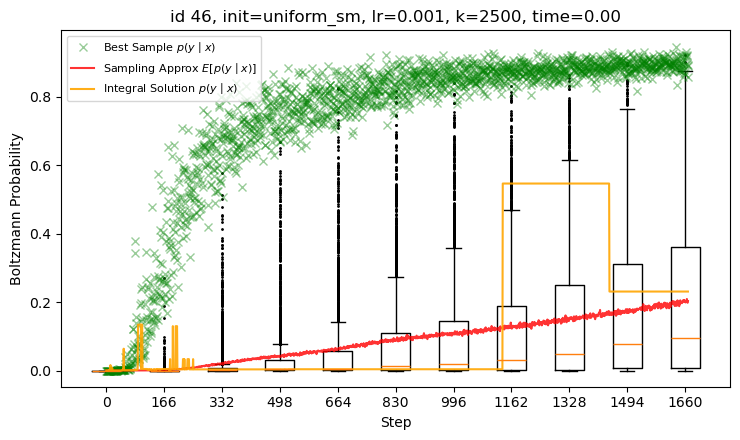 id 46, init=uniform_sm, lr=0.001, k=2500, time=0.00
Best Sample p(y | x)
Sampling Approx E[p(y | x)]
Integral Solution p(y | x)
Boltzmann Probability
0.8
0.6
0.4
0.2
0.0
0 166 332 498 664 830 996 1162 1328 1494 1660
Step